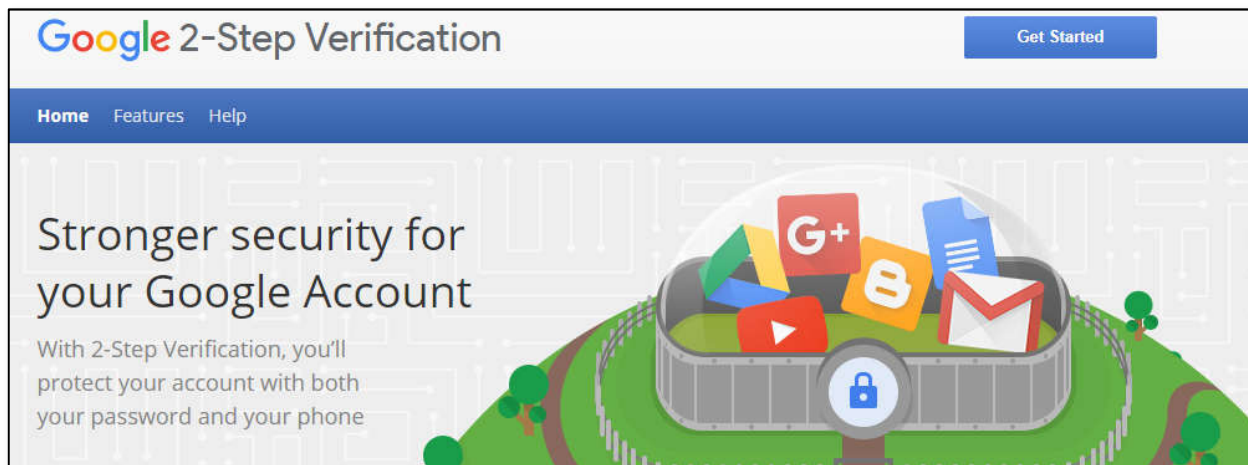 Google 2-Step Verification
Get Started
Home Features Help
Stronger security for
your Google Account
With 2-Step Verification, you'll
protect your account with both
your password and your phone
G+